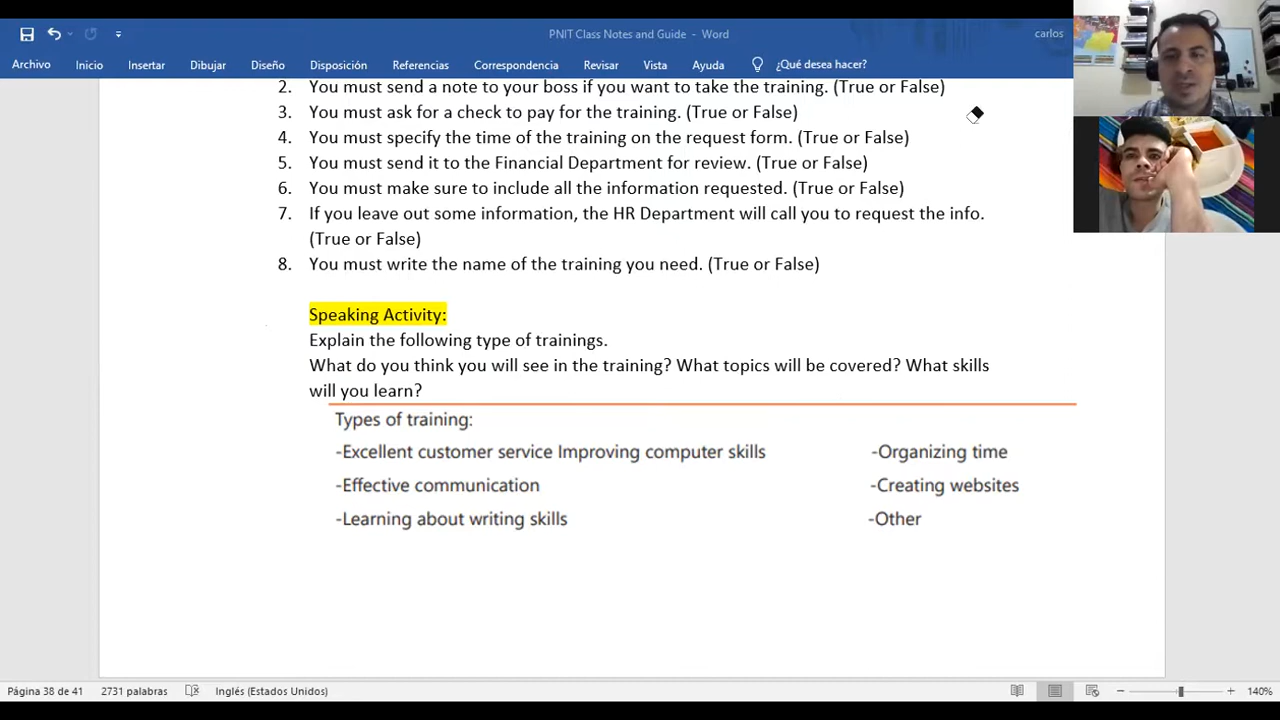 PNIT Class Notes and Guide - Word
carlos
Archivo
Inicio
Insertar
Dibujar
Diseño
Disposición
Referencias
Correspondencia
Revisar
Vista
Ayuda
¿Qué desea hacer?
2. You must send a note to your boss if you want to take the training. (True or False)
3. You must ask for a check to pay for the training. (True or False)
4. You must specify the time of the training on the request form. (True or False)
5. You must send it to the Financial Department for review. (True or False)
6. You must make sure to include all the information requested. (True or False)
7. If you leave out some information, the HR Department will call you to request the info.
(True or False)
8. You must write the name of the training you need. (True or False)
Speaking Activity:
Explain the following type of trainings.
What do you think you will see in the training? What topics will be covered? What skills
will you learn?
Types of training:
-Excellent customer service Improving computer skills
-Organizing time
-Effective communication
-Creating websites
-Learning about writing skills
-Other
Página 38 de 41
2731 palabras
Inglés (Estados Unidos)
140%